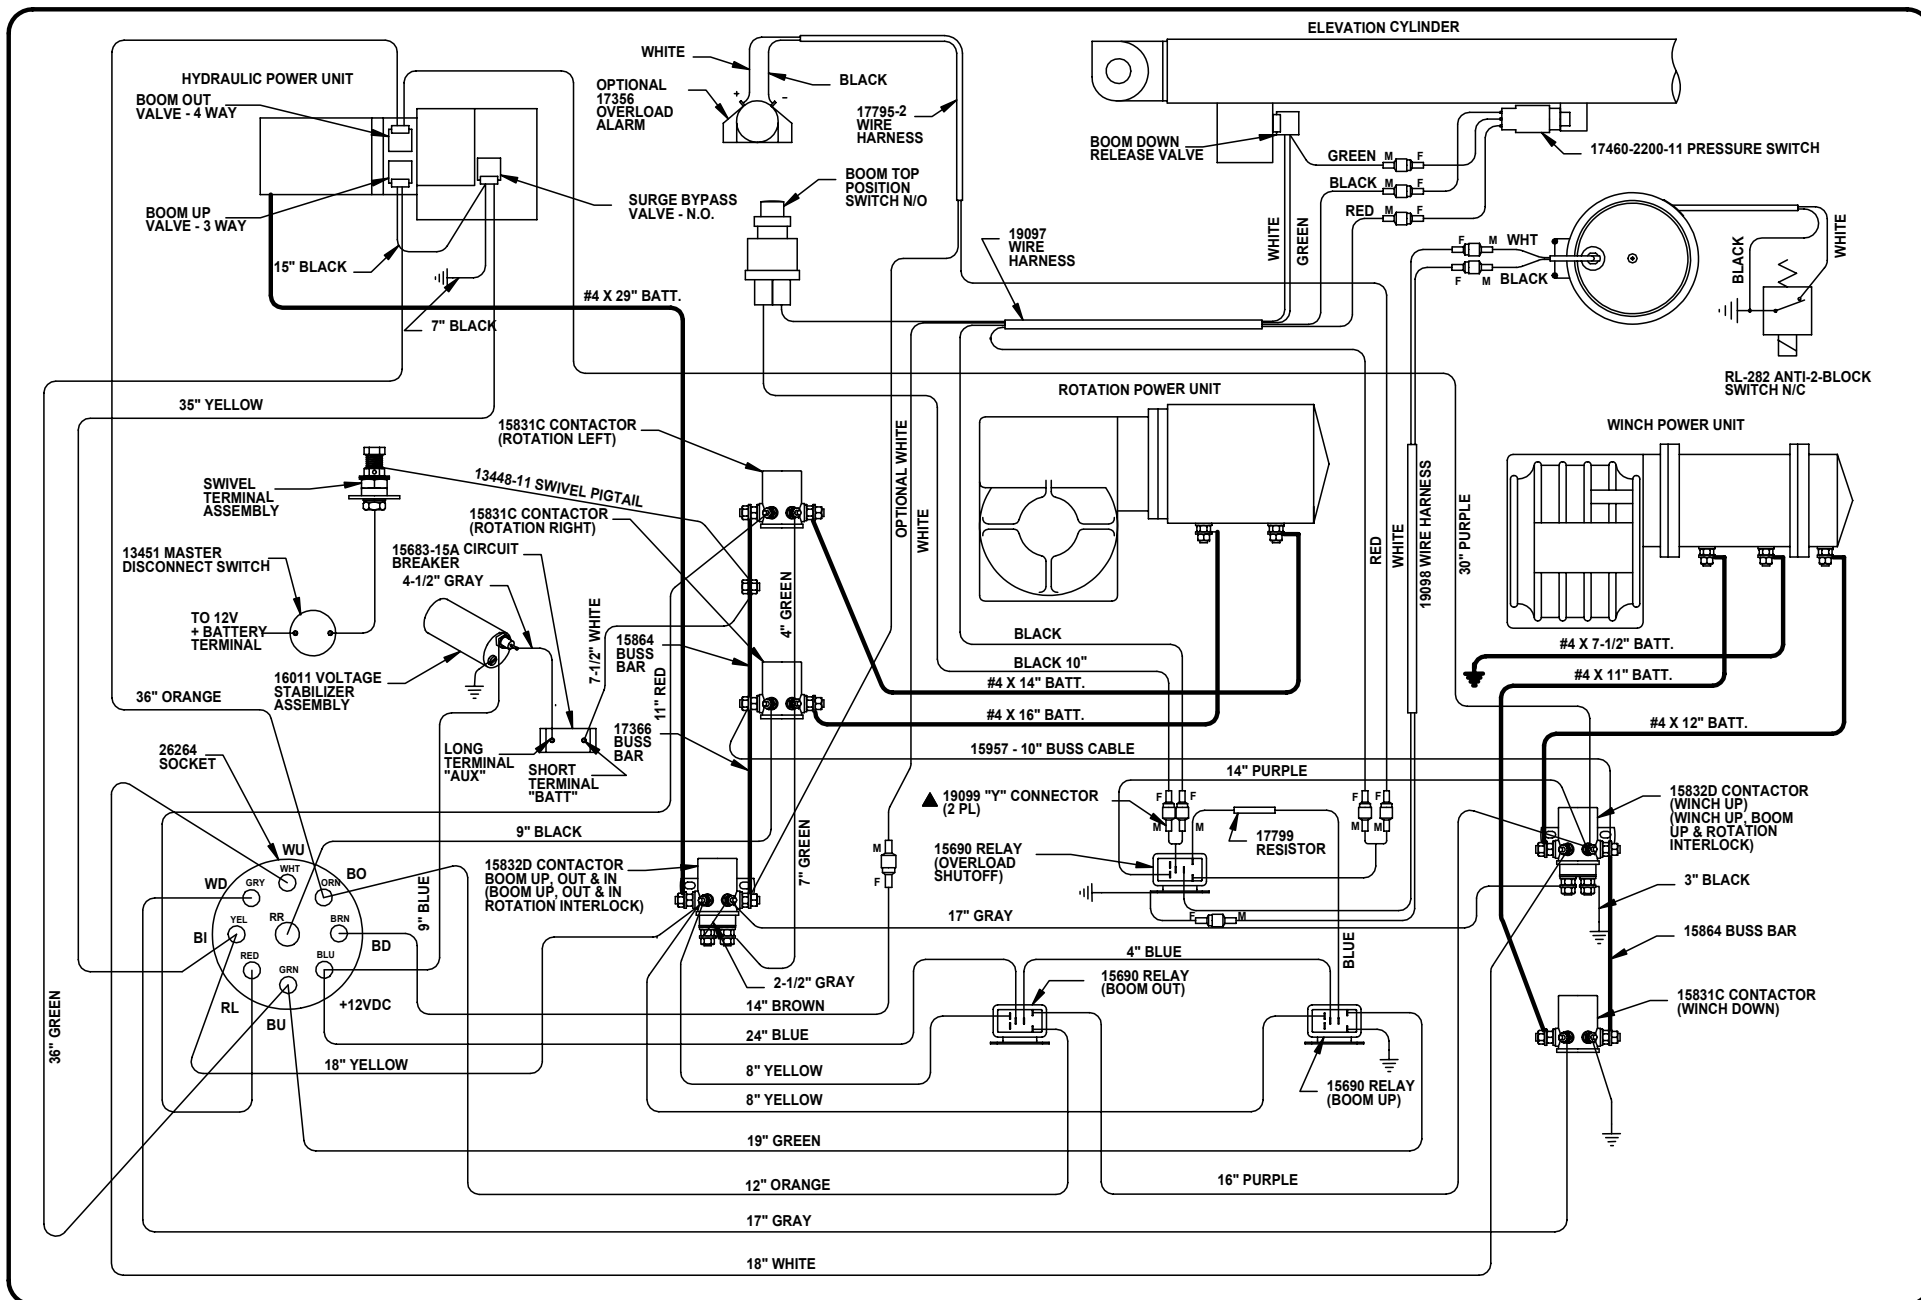 ELEVATION CYLINDER
WHITE
BLACK
OPTIONAL
17356
OVERLOAD
ALARM
+
–
17795-2
WIRE
HARNESS
HYDRAULIC POWER UNIT
BOOM OUT
VALVE - 4 WAY
BOOM UP
VALVE - 3 WAY
SURGE BYPASS
VALVE - N.O.
BOOM TOP
POSITION
SWITCH N/O
BOOM DOWN
RELEASE VALVE
GREEN
M
F
BLACK
M
F
RED
M
F
17460-2200-11 PRESSURE SWITCH
15" BLACK
7" BLACK
#4 X 29" BATT.
19097
WIRE
HARNESS
WHITE
GREEN
F
M
WHT
F
M
BLACK
BLACK
WHITE
RL-282 ANTI-2-BLOCK
SWITCH N/C
35" YELLOW
ROTATION POWER UNIT
WINCH POWER UNIT
15831C CONTACTOR
(ROTATION LEFT)
13448-11 SWIVEL PIGTAIL
15831C CONTACTOR
(ROTATION RIGHT)
SWIVEL
TERMINAL
ASSEMBLY
13451 MASTER
DISCONNECT SWITCH
15683-15A CIRCUIT
BREAKER
4-1/2" GRAY
TO 12V
+ BATTERY
TERMINAL
16011 VOLTAGE
STABILIZER
ASSEMBLY
7-1/2" WHITE
15864
BUSS
BAR
4" GREEN
OPTIONAL WHITE
WHITE
RED
WHITE
19098 WIRE HARNESS
30" PURPLE
BLACK
BLACK 10"
#4 X 14" BATT.
#4 X 16" BATT.
#4 X 7-1/2" BATT.
#4 X 11" BATT.
#4 X 12" BATT.
36" ORANGE
11" RED
17366
BUSS
BAR
15957 - 10" BUSS CABLE
26264
SOCKET
LONG
TERMINAL
"AUX"
SHORT
TERMINAL
"BATT"
14" PURPLE
▲ 19099 "Y" CONNECTOR
(2 PL)
F
F
M
M
F
F
M
M
17799
RESISTOR
15832D CONTACTOR
(WINCH UP)
(WINCH UP, BOOM
UP & ROTATION
INTERLOCK)
9" BLACK
7" GREEN
M
F
15690 RELAY
(OVERLOAD
SHUTOFF)
15832D CONTACTOR
BOOM UP, OUT & IN
(BOOM UP, OUT & IN
ROTATION INTERLOCK)
WU
WHT
WD
GRY
BO
ORN
YEL
BI
RR
BRN
BD
RED
GRN
BLU
RL
BU
+12VDC
9" BLUE
3" BLACK
17" GRAY
F
M
15864 BUSS BAR
4" BLUE
BLUE
2-1/2" GRAY
15690 RELAY
(BOOM OUT)
15831C CONTACTOR
(WINCH DOWN)
14" BROWN
24" BLUE
36" GREEN
18" YELLOW
8" YELLOW
8" YELLOW
15690 RELAY
(BOOM UP)
19" GREEN
12" ORANGE
16" PURPLE
17" GRAY
18" WHITE